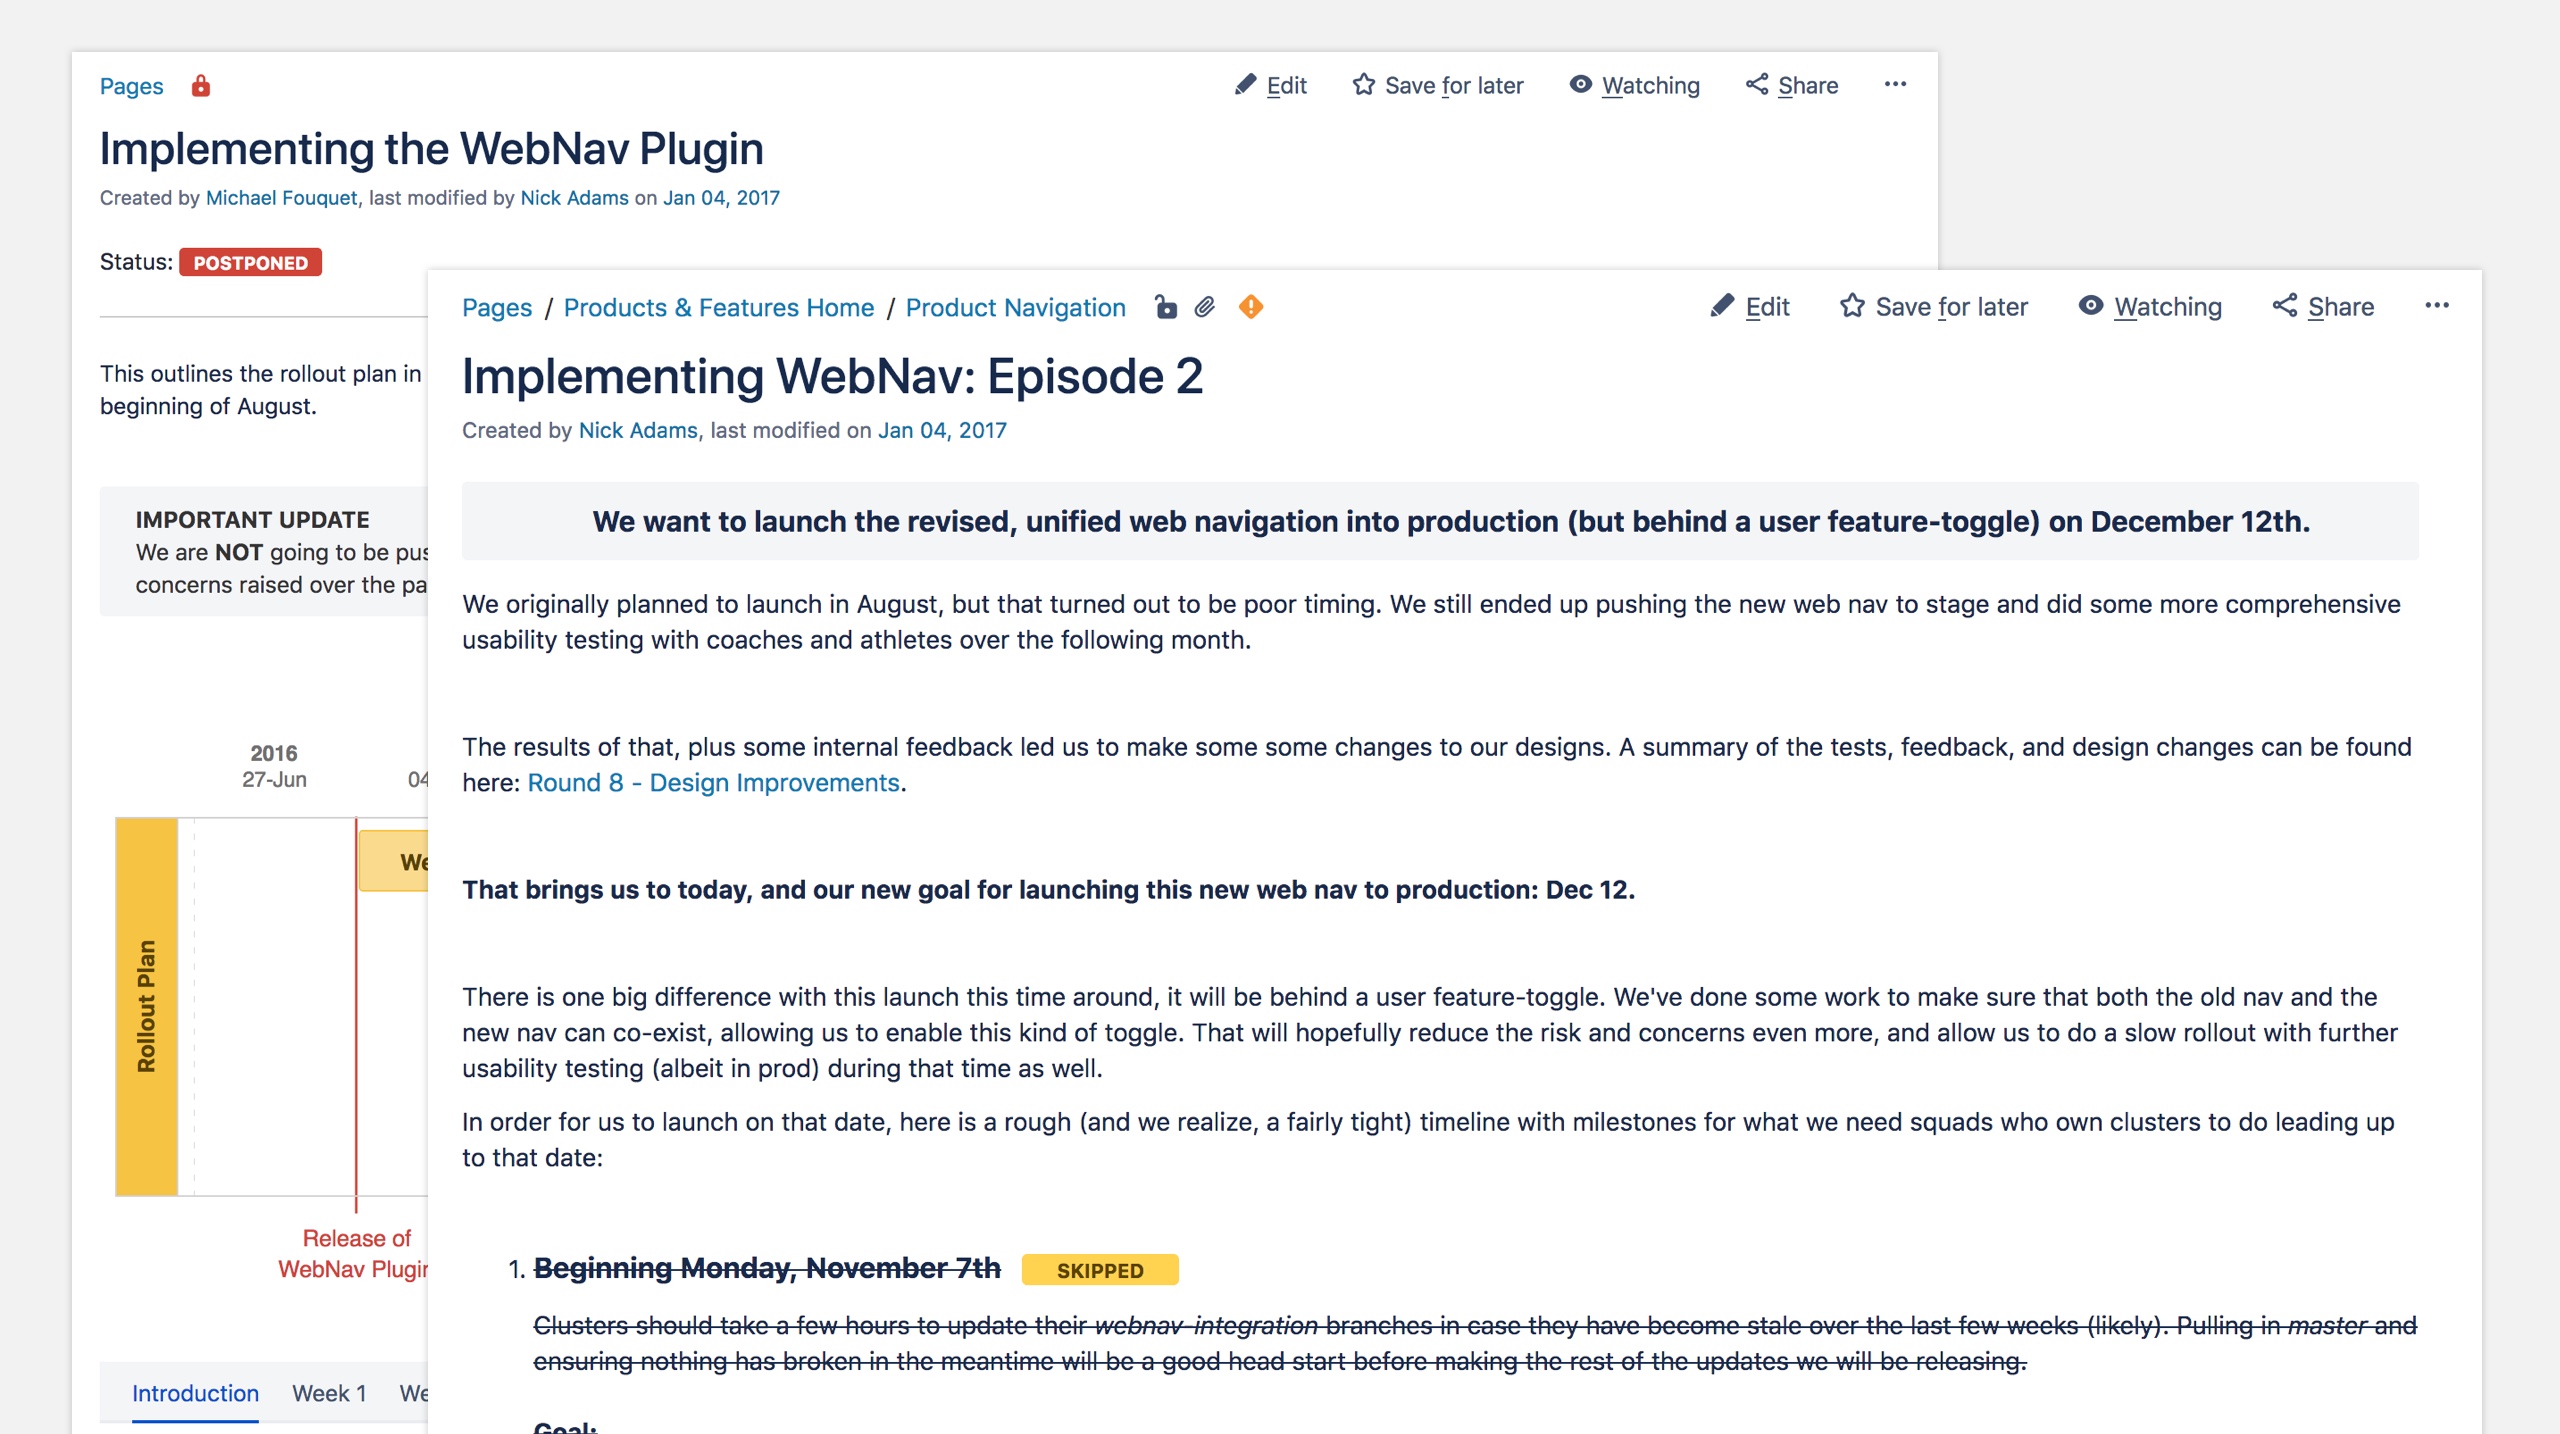 Pages
Edit
Save for later
Watching
Share
Implementing the WebNav Plugin
Created by Michael Fouquet, last modified by Nick Adams on Jan 04, 2017
Status: POSTPONED
This outlines the rollout plan in
beginning of August.
IMPORTANT UPDATE
We are NOT going to be
concerns raised over the
2016
27-Jun
04
Rollout Plan
Release of
WebNav
Introduction
Week 1
Pages / Products & Features Home / Product Navigation
Edit
Save for later
Watching
Share
Implementing WebNav: Episode 2
Created by Nick Adams, last modified on Jan 04, 2017
We want to launch the revised, unified web navigation into production (but behind a user feature-toggle) on December 12th.
We originally planned to launch in August, but that turned out to be poor timing. We still ended up pushing the new web nav to stage and did some more comprehensive
usability testing with coaches and athletes over the following month.
The results of that, plus some internal feedback led us to make some some changes to our designs. A summary of the tests, feedback, and design changes can be found
here: Round 8 - Design Improvements.
That brings us to today, and our new goal for launching this new web nav to production: Dec 12.
There is one big difference with this launch this time around, it will be behind a user feature-toggle. We've done some work to make sure that both the old nav and the
new nav can co-exist, allowing us to enable this kind of toggle. That will hopefully reduce the risk and concerns even more, and allow us to do a slow rollout with further
usability testing (albeit in prod) during that time as well.
In order for us to launch on that date, here is a rough (and we realize, a fairly tight) timeline with milestones for what we need squads who own clusters to do leading up
to that date:
1. Beginning Monday, November 7th SKIPPED
Clusters should take a few hours to update their webnav-integration branches in case they have become stale over the last few weeks (likely). Pulling in master and
ensuring nothing has broken in the meantime will be a good head start before making the rest of the updates we will be releasing.
Goal: